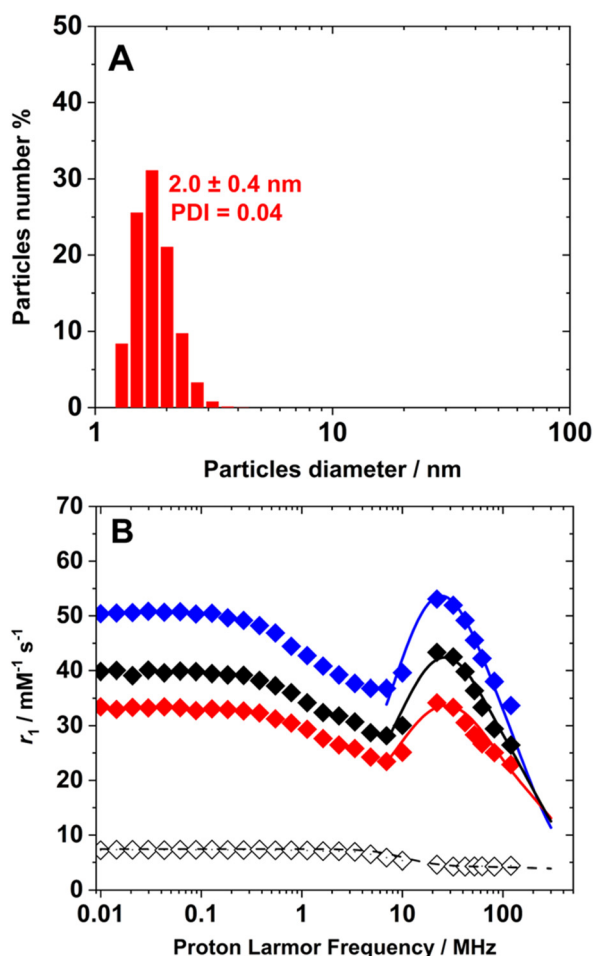 A
50
40
30
20
10
0
Particles number %
2.0 ± 0.4 nm
PDI = 0.04
1
10
100
Particles diameter / nm
B
70
60
50
40
30
20
10
0
r₁ / mM⁻¹ s⁻¹
0.01
0.1
1
10
100
Proton Larmor Frequency / MHz